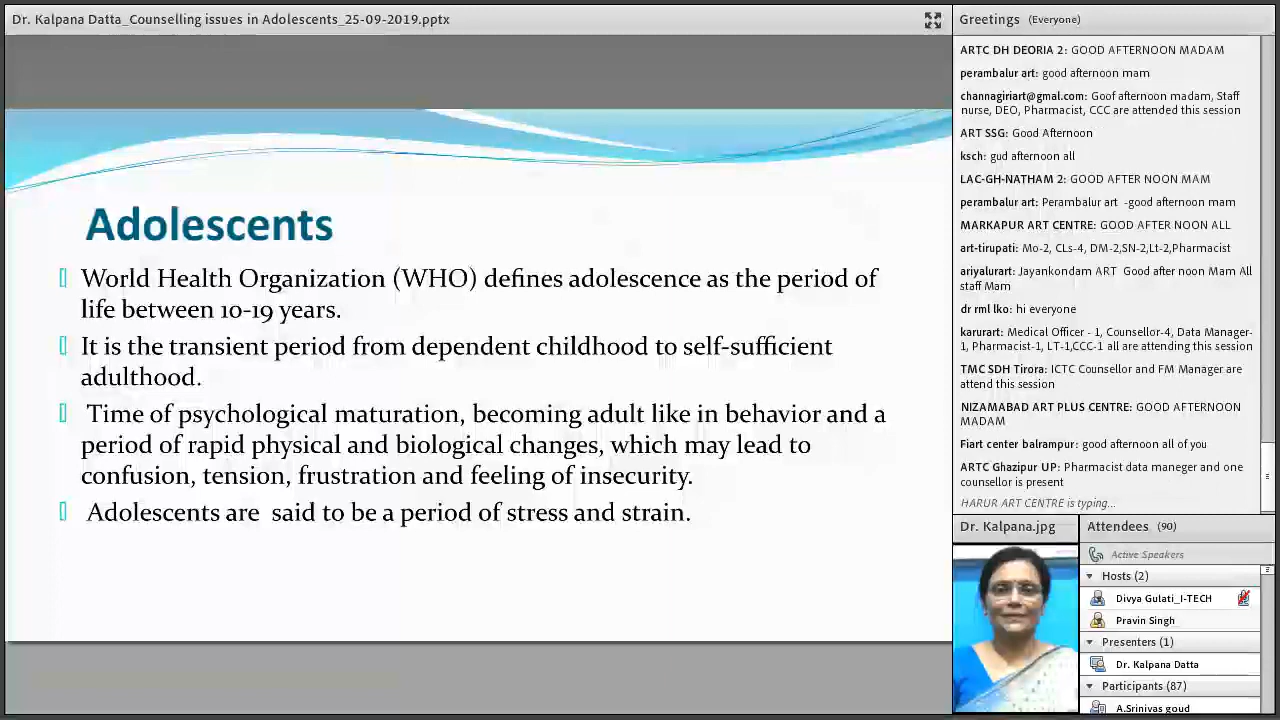 Dr. Kalpana Datta_Counselling issues in Adolescents_25-09-2019.pptx
Adolescents
World Health Organization (WHO) defines adolescence as the period of
life between 10-19 years.
It is the transient period from dependent childhood to self-sufficient
adulthood.
Time of psychological maturation, becoming adult like in behavior and a
period of rapid physical and biological changes, which may lead to
confusion, tension, frustration and feeling of insecurity.
Adolescents are  said to be a period of stress and strain.
Greetings (Everyone)
ARTC DH DEORIA 2: GOOD AFTERNOON MADAM
perambalur art: good afternoon mam
channagiriart@gmal.com: Goof afternoon madam, Staff
nurse, DEO, Pharmacist, CCC are attended this session
ART SSG: Good Afternoon
ksch: gud afternoon all
LAC-GH-NATHAM 2: GOOD AFTER NOON MAM
perambalur art: Perambalur art  -good afternoon mam
MARKAPUR ART CENTRE: GOOD AFTER NOON ALL
art-tirupati: Mo-2, CLs-4, DM-2,SN-2,Lt-2,Pharmacist
ariyalurart: Jayankondam ART  Good after noon Mam All
staff Mam
dr rml lko: hi everyone
karurart: Medical Officer - 1, Counsellor-4, Data Manager-
1, Pharmacist-1, LT-1,CCC-1 all are attending this session
TMC SDH Tirora: ICTC Counsellor and FM Manager are
attend this session
NIZAMABAD ART PLUS CENTRE: GOOD AFTERNOON
MADAM
Fiart center balrampur: good afternoon all of you
ARTC Ghazipur UP: Pharmacist data maneger and one
counsellor is present
HARUR ART CENTRE is typing...
Dr. Kalpana.jpg
Attendees (90)
Active Speakers
Hosts (2)
Divya Gulati_I-TECH
Pravin Singh
Presenters (1)
Dr. Kalpana Datta
Participants (87)
A.Srinivas goud